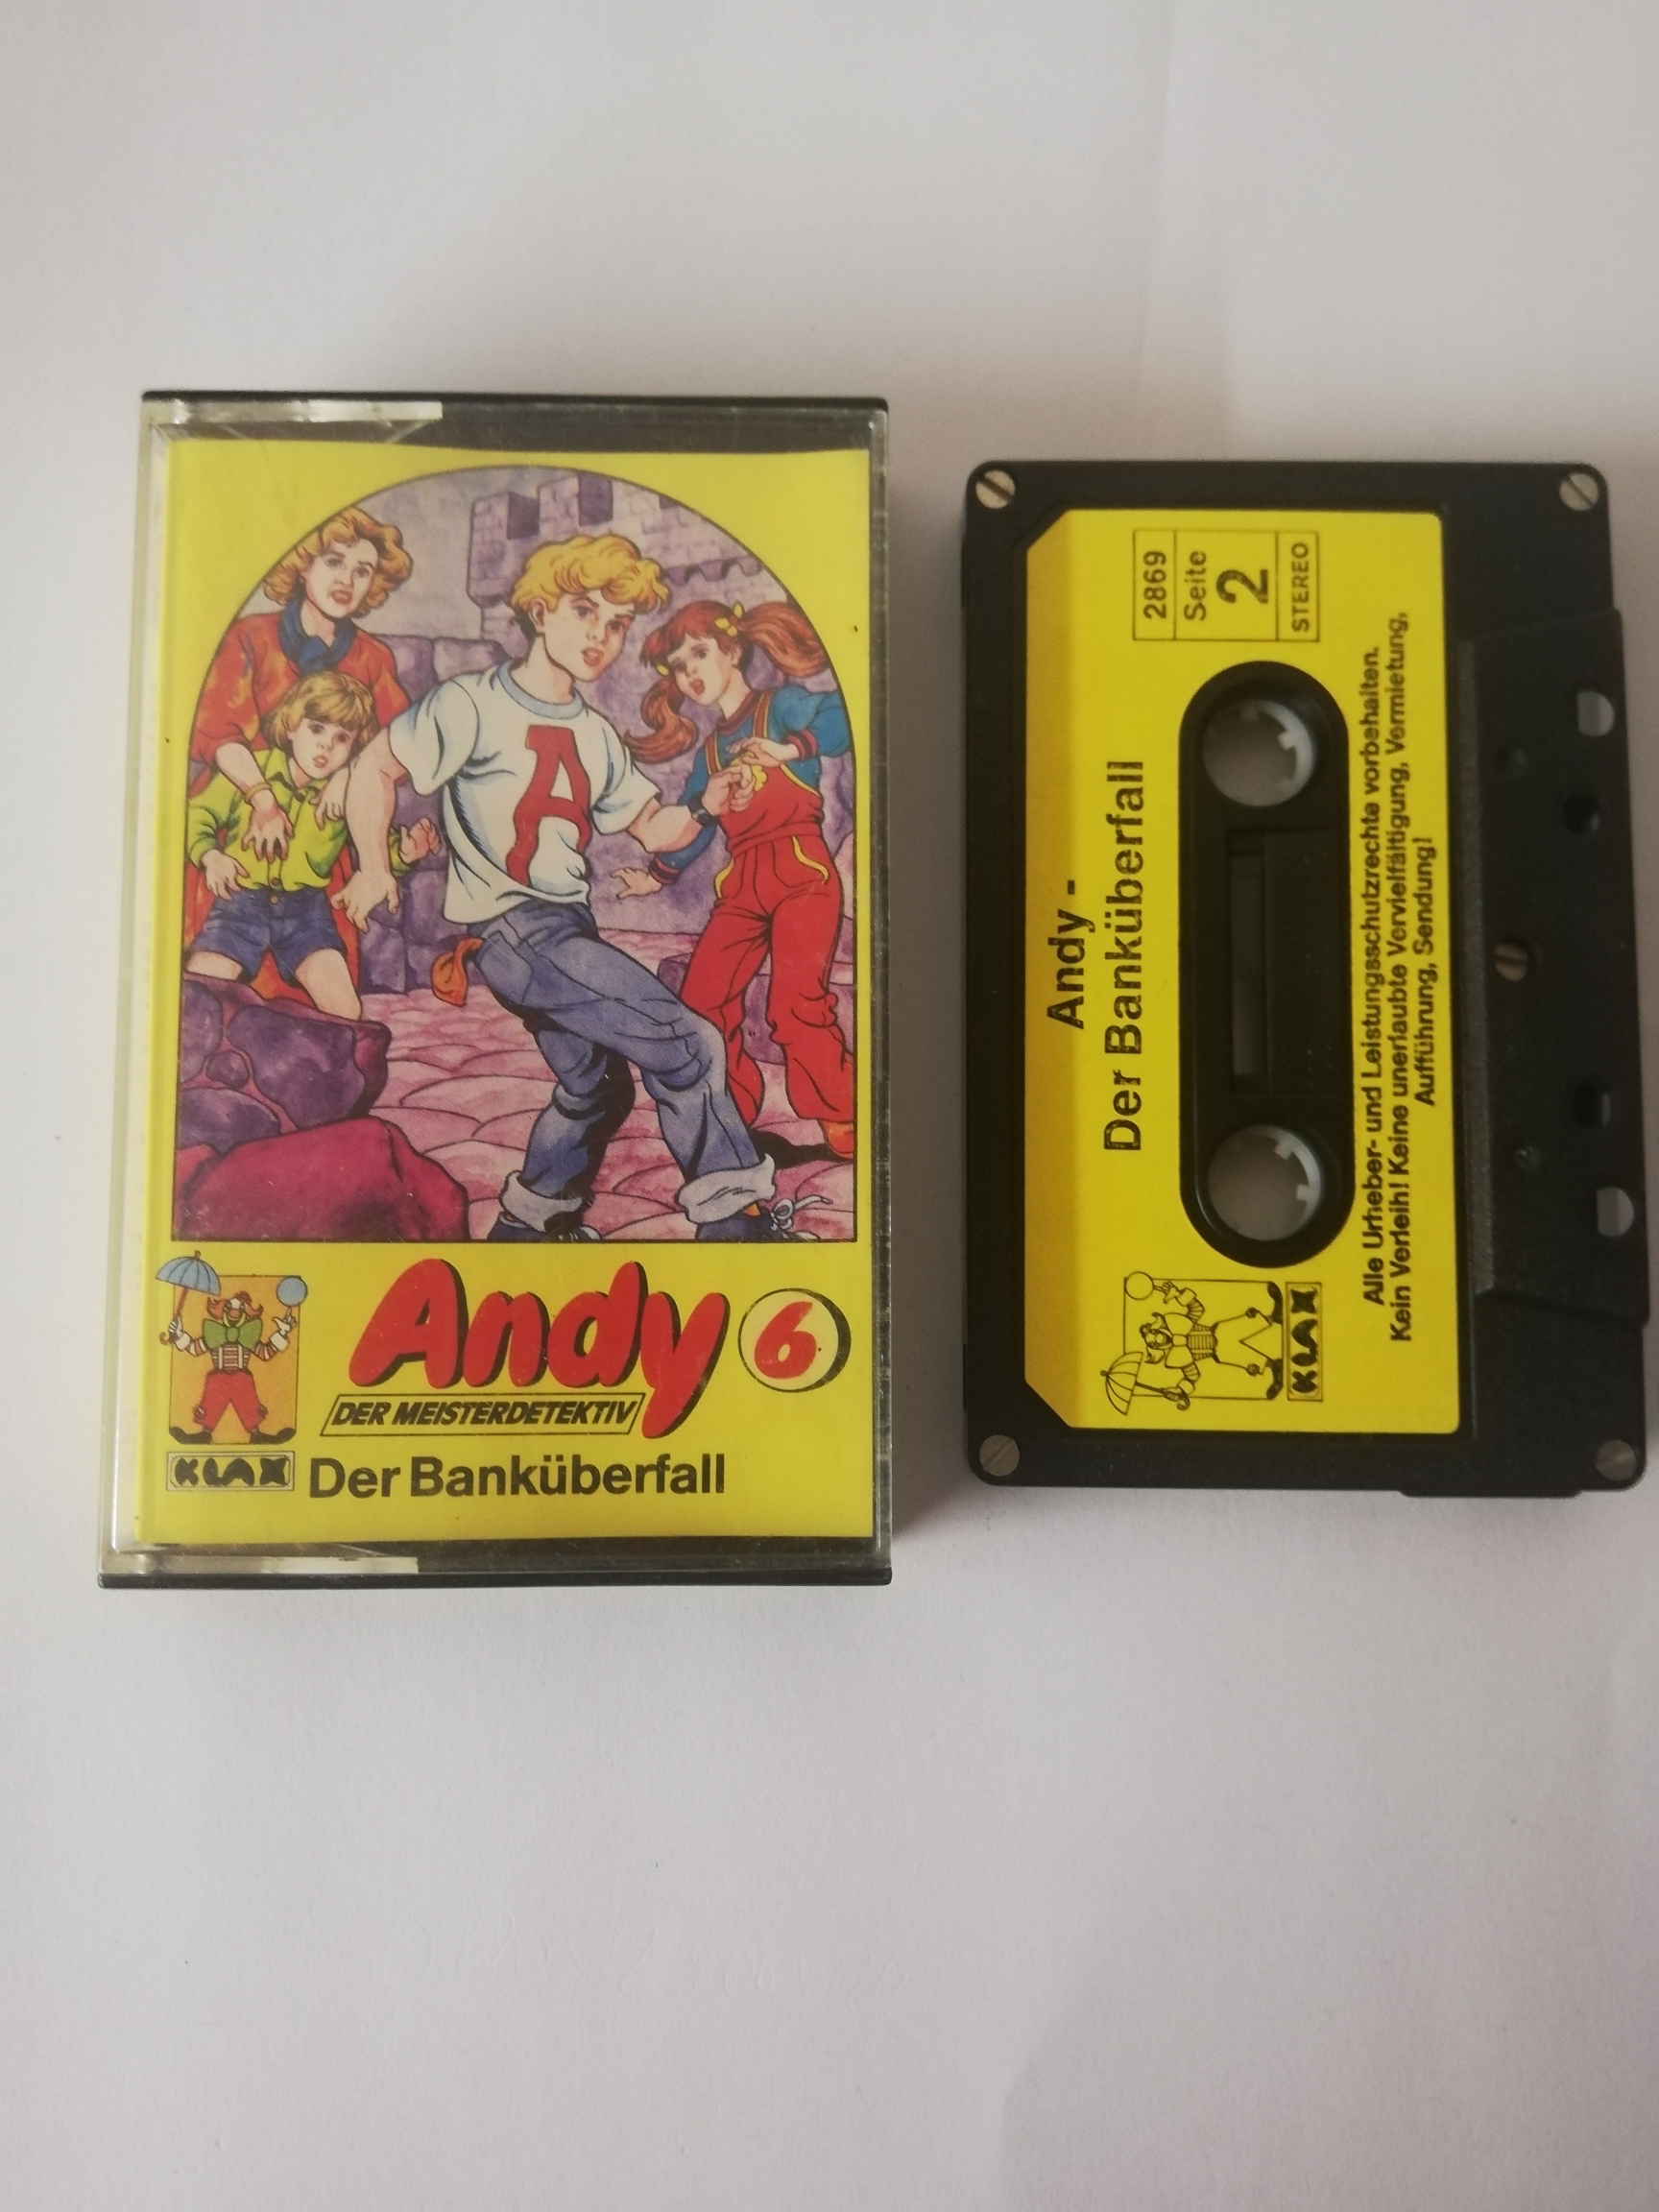 A
Andy 6
DER MEISTERDETEKTIV
KLAX
Der Banküberfall
Andy -
Der Banküberfall
2869
Seite
2
STEREO
KLAX
Alle Urheber- und Leistungsschutzrechte vorbehalten.
Kein Verleih! Keine unerlaubte Vervielfältigung, Vermietung,
Aufführung, Sendung!